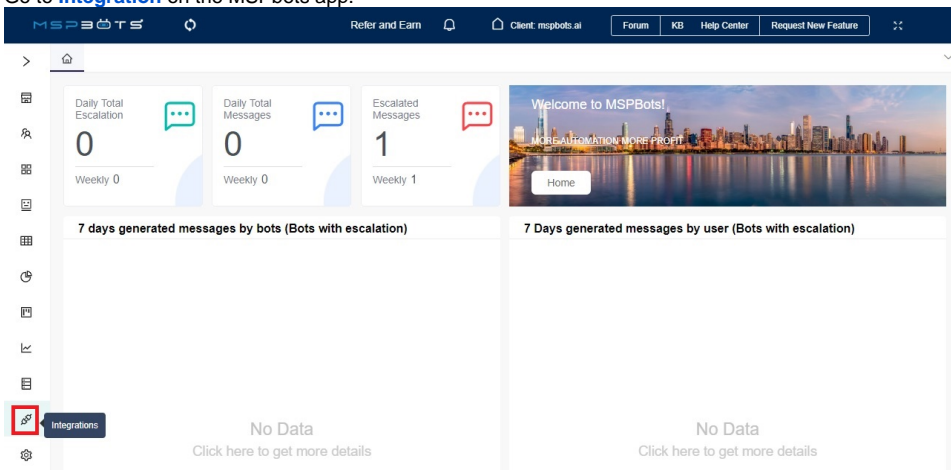 Go to Integration on the MSPbots app.
MSPBOTS
Refer and Earn
Client: mspbots.ai
Forum
KB
Help Center
Request New Feature
Daily Total Escalation
0
Weekly 0
Daily Total Messages
0
Weekly 0
Escalated Messages
1
Weekly 1
Welcome to MSPBots!
MORE AUTOMATION MORE PROFIT
Home
7 days generated messages by bots (Bots with escalation)
7 Days generated messages by user (Bots with escalation)
Integrations
No Data
Click here to get more details
No Data
Click here to get more details